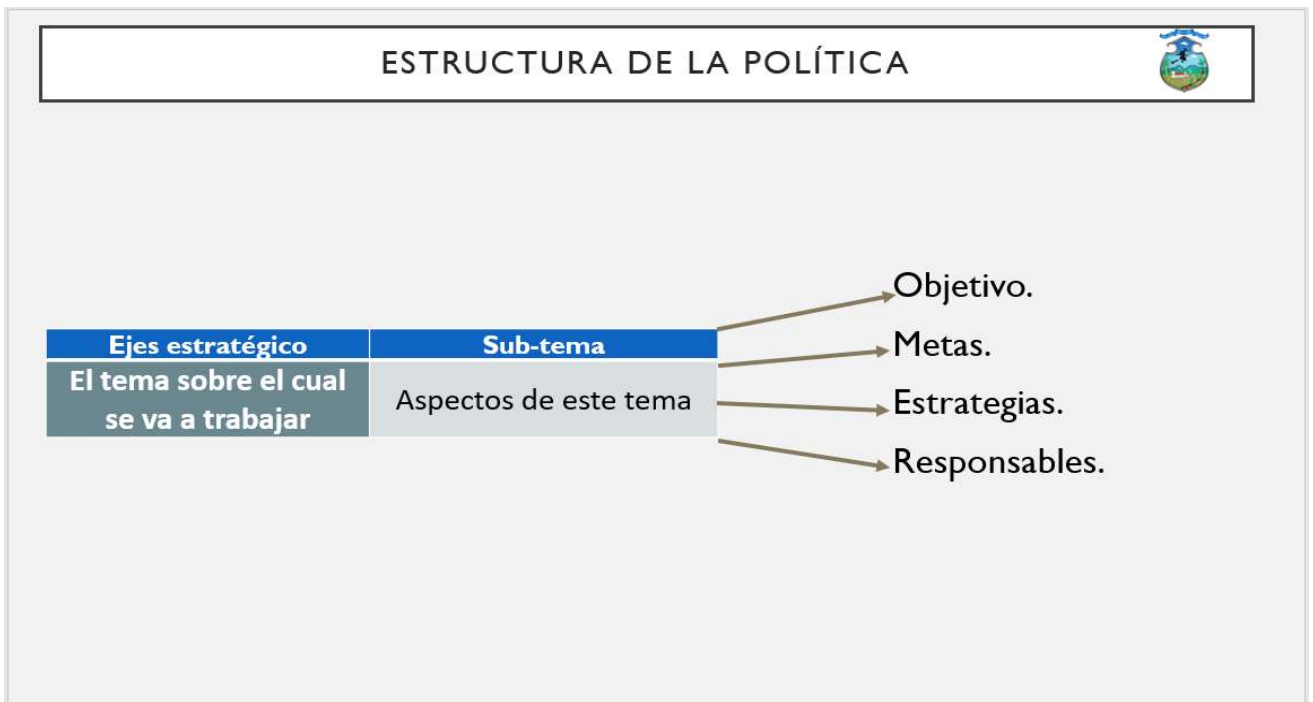 ESTRUCTURA DE LA POLÍTICA
Ejes estratégico
Sub-tema
El tema sobre el cual
se va a trabajar
Aspectos de este tema
Objetivo.
Metas.
Estrategias.
Responsables.